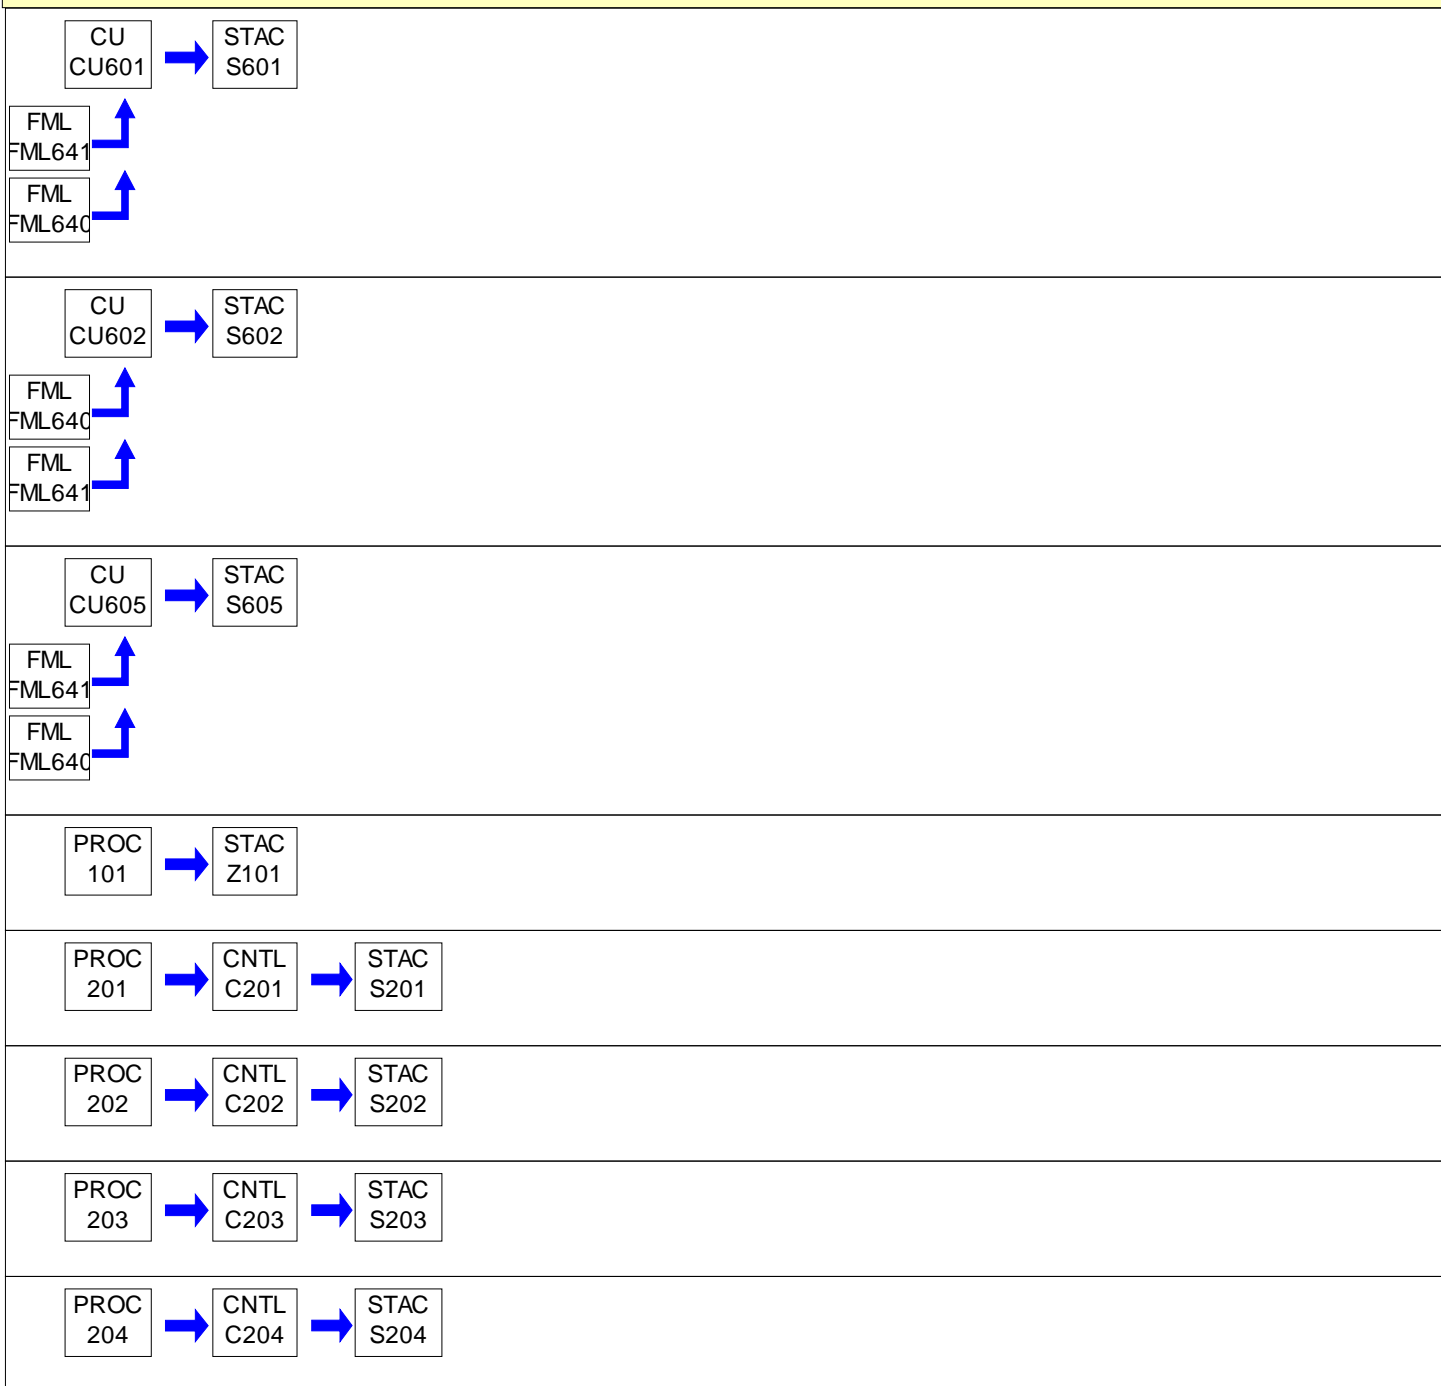 CU
CU601
STAC
S601
FML
FML641
FML
FML640
CU
CU602
STAC
S602
FML
FML640
FML
FML641
CU
CU605
STAC
S605
FML
FML641
FML
FML640
PROC
101
STAC
Z101
PROC
201
CNTL
C201
STAC
S201
PROC
202
CNTL
C202
STAC
S202
PROC
203
CNTL
C203
STAC
S203
PROC
204
CNTL
C204
STAC
S204